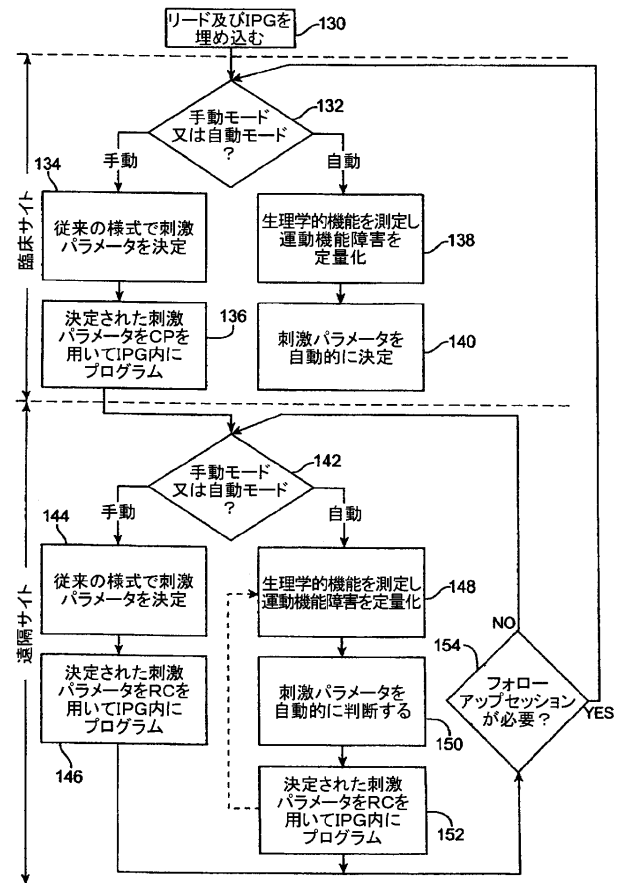 リード及びIPGを
埋め込む
130
手動モード
又は自動モード
?
132
手動
自動
134
従来の様式で刺激
パラメータを決定
生理学的機能を測定し
運動機能障害を
定量化
138
決定された刺激
パラメータをCPを
用いてIPG内に
プログラム
136
刺激パラメータを
自動的に決定
140
臨床サイト
手動モード
又は自動モード
?
142
手動
自動
144
従来の様式で刺激
パラメータを決定
生理学的機能を測定し
運動機能障害を定量化
148
決定された刺激
パラメータをRCを
用いてIPG内に
プログラム
146
刺激パラメータを
自動的に判断する
150
決定された刺激
パラメータをRCを
用いてIPG内に
プログラム
152
NO
154
フォロー
アップセッション
が必要?
YES
遠隔サイト